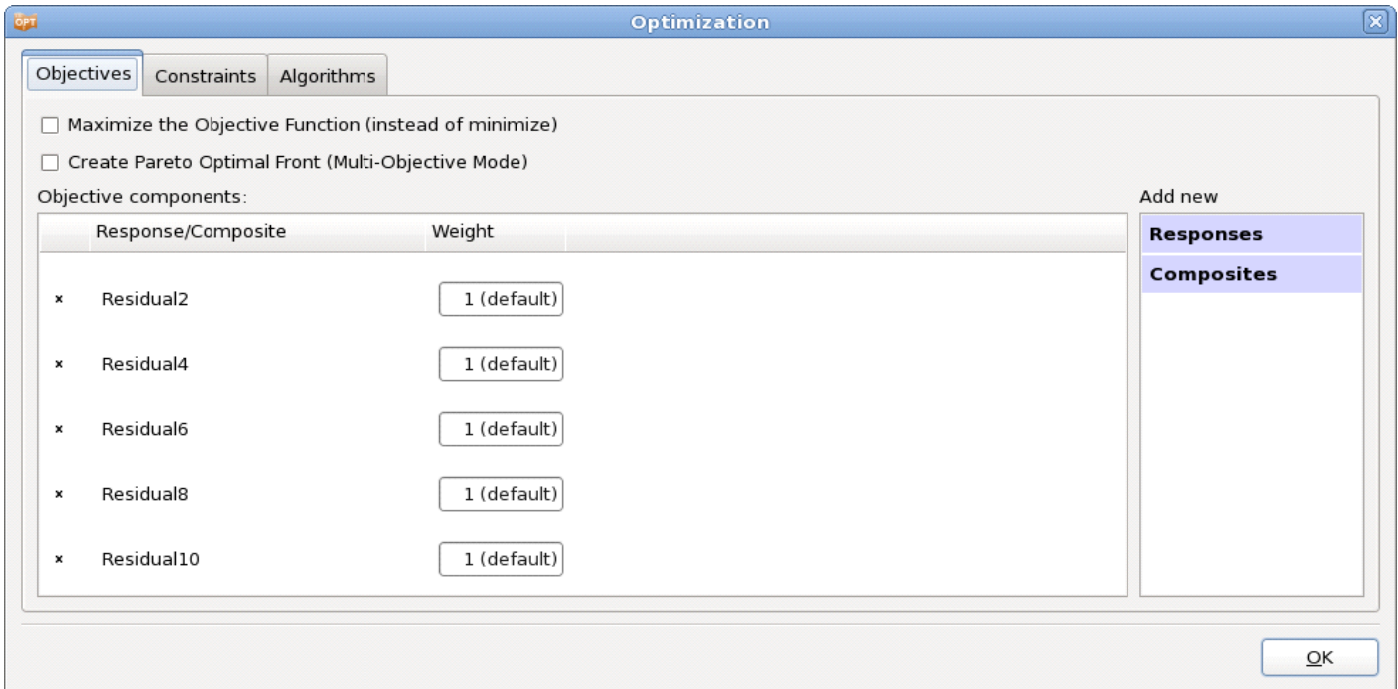 OPT Optimization
Objectives Constraints Algorithms
Maximize the Objective Function (instead of minimize)
Create Pareto Optimal Front (Multi-Objective Mode)
Objective components: Add new
Response/Composite Weight Responses
Composites
× Residual2 1 (default)
× Residual4 1 (default)
× Residual6 1 (default)
× Residual8 1 (default)
× Residual10 1 (default)
OK